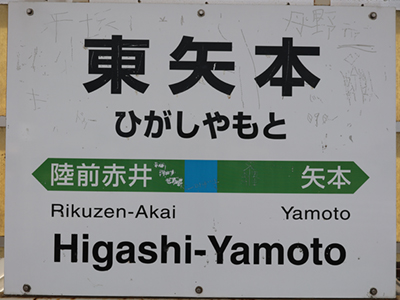 東矢本
ひがしやもと
陸前赤井 矢本
Rikuzen-Akai Yamoto
Higashi-Yamoto